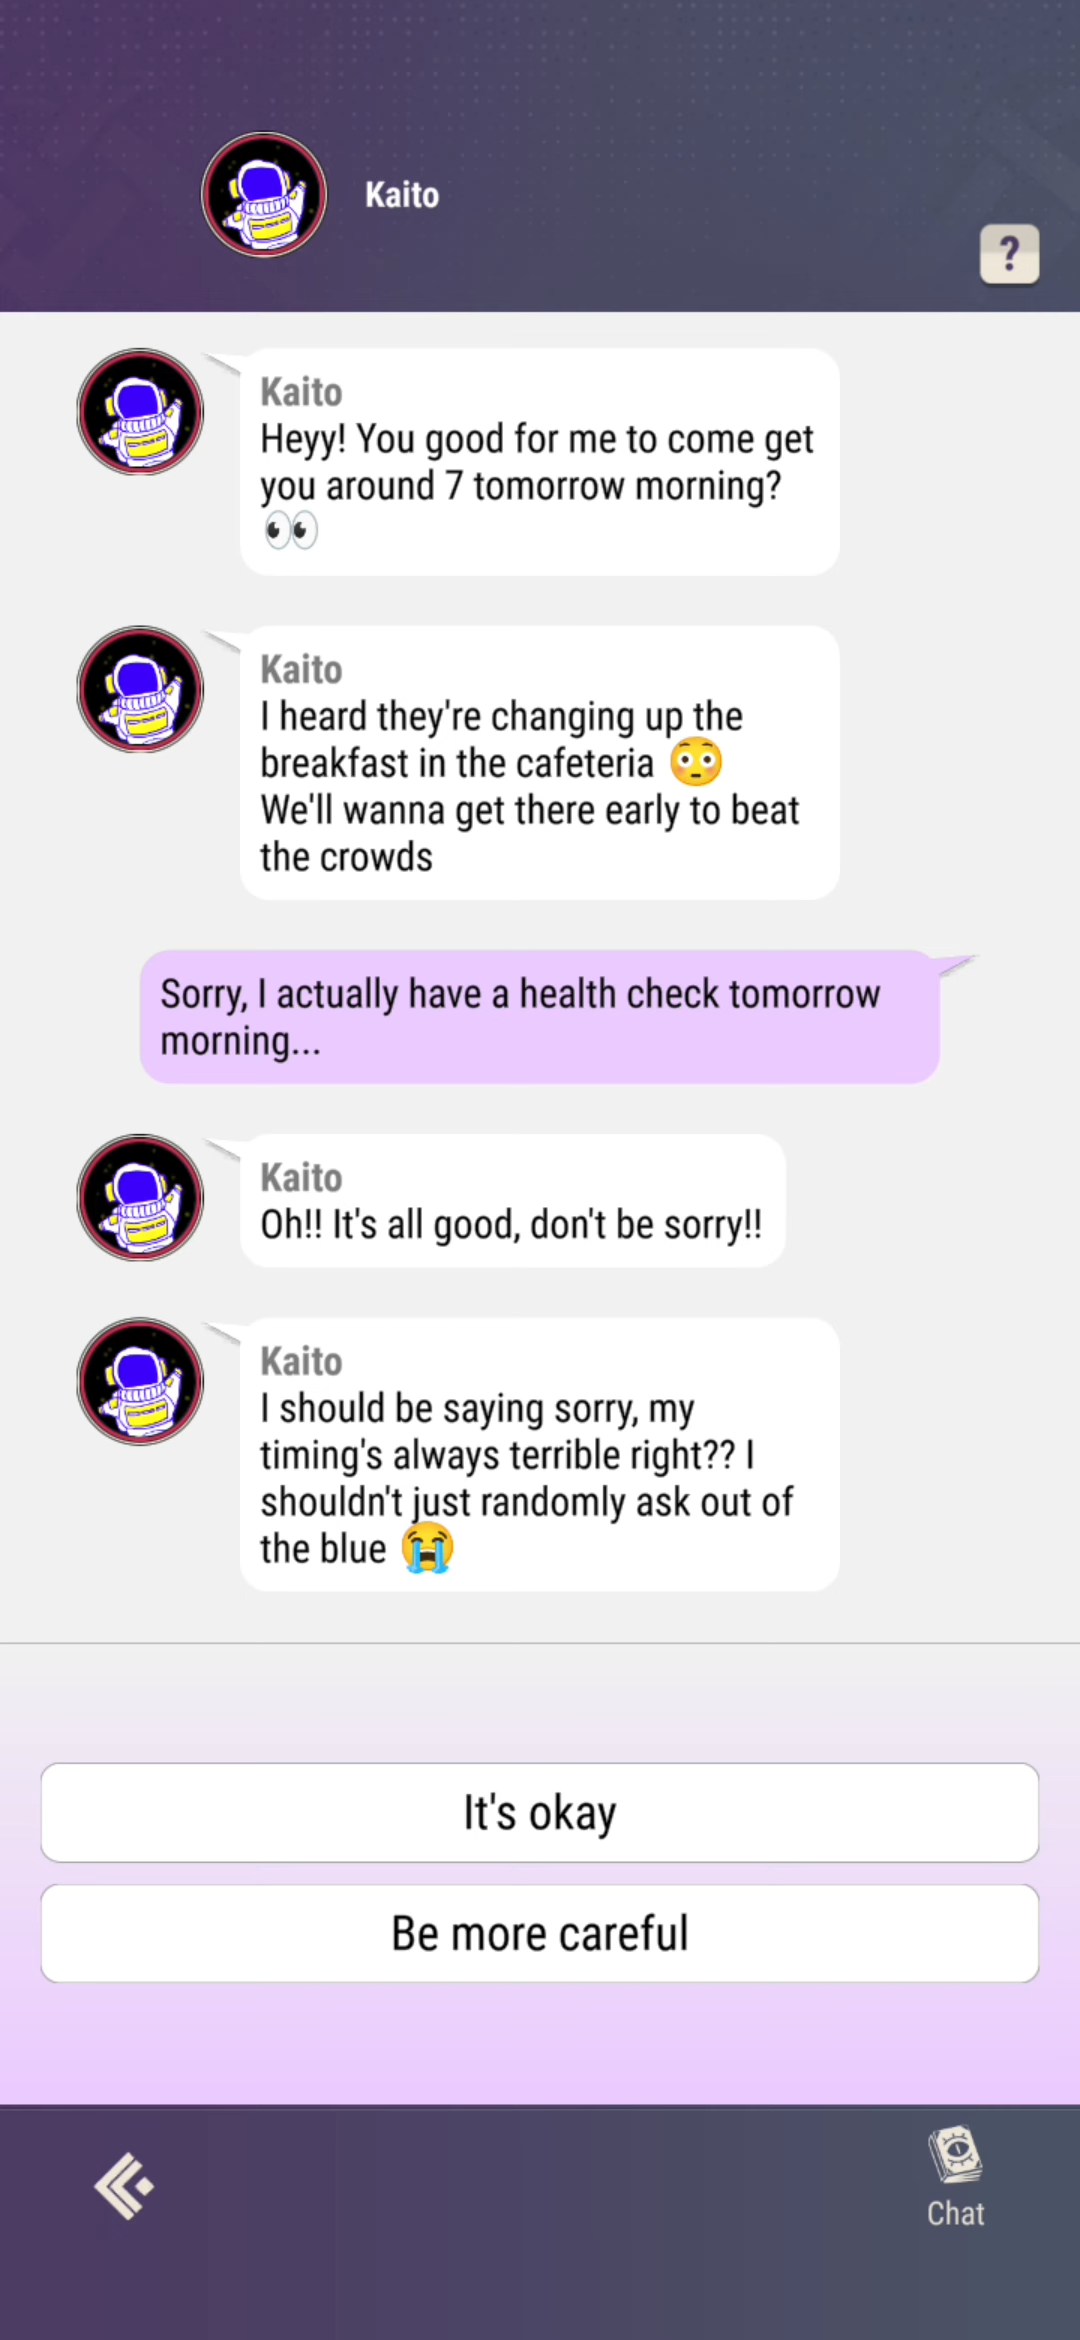 Kaito
?
Kaito
Heyy! You good for me to come get
you around 7 tomorrow morning?
👀
Kaito
I heard they're changing up the
breakfast in the cafeteria 😳
We'll wanna get there early to beat
the crowds
Sorry, I actually have a health check tomorrow
morning...
Kaito
Oh!! It's all good, don't be sorry!!
Kaito
I should be saying sorry, my
timing's always terrible right?? I
shouldn't just randomly ask out of
the blue 😭
It's okay
Be more careful
Chat